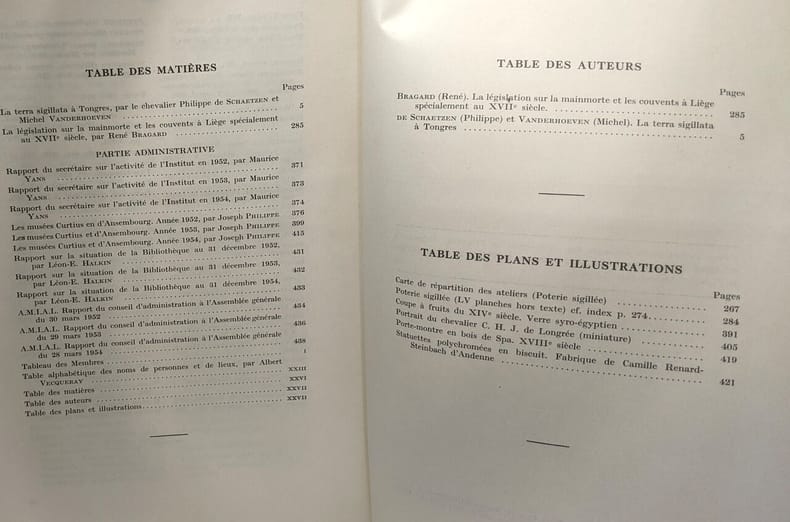 TABLE DES MATIÈRES
Pages
La terra sigillata à Tongres, par le chevalier Philippe de SCHAETZEN et
Michel VANDERHOEVEN . . . . . . . . . . 5
La législation sur la mainmorte et les couvents à Liège spécialement
au XVIIe siècle, par René BRAGARD . . . . . . . . . . 285
PARTIE ADMINISTRATIVE
Rapport du secrétaire sur l'activité de l'Institut en 1952, par Maurice
YANS . . . . . . . . . . 371
Rapport du secrétaire sur l'activité de l'Institut en 1953, par Maurice
YANS . . . . . . . . . . 373
Rapport du secrétaire sur l'activité de l'Institut en 1954, par Maurice
YANS . . . . . . . . . . 374
Les musées Curtius en d'Ansembourg. Année 1952, par Joseph PHILIPPE 376
Les musées Curtius et d'Ansembourg. Année 1953, par Joseph PHILIPPE 399
Les musées Curtius et d'Ansembourg. Année 1954, par Joseph PHILIPPE 415
Rapport sur la situation de la Bibliothèque au 31 décembre 1952,
par Léon-E. HALKIN . . . . . . . . . . 431
Rapport sur la situation de la Bibliothèque au 31 décembre 1953,
par Léon-E. HALKIN . . . . . . . . . . 432
Rapport sur la situation de la Bibliothèque au 31 décembre 1954,
par Léon-E. HALKIN . . . . . . . . . . 433
A.M.I.A.L. Rapport du conseil d'administration à l'Assemblée générale
du 30 mars 1952 . . . . . . . . . . 434
A.M.I.A.L. Rapport du conseil d'administration à l'Assemblée générale
du 29 mars 1953 . . . . . . . . . . 436
A.M.I.A.L. Rapport du conseil d'administration à l'Assemblée générale
du 28 mars 1954 . . . . . . . . . . 438
Tableau des Membres . . . . . . . . . . I
Table alphabétique des noms de personnes et de lieux, par Albert
VECQUERAY . . . . . . . . . . XXIII
Table des matières . . . . . . . . . . XXVI
Table des auteurs . . . . . . . . . . XXVII
Table des plans et illustrations . . . . . . . . . . XXVII
TABLE DES AUTEURS
Pages
BRAGARD (René). La législation sur la mainmorte et les couvents à Liège
spécialement au XVIIe siècle. . . . . . . . . . . 285
DE SCHAETZEN (Philippe) et VANDERHOEVEN (Michel). La terra sigillata
à Tongres . . . . . . . . . . 5
TABLE DES PLANS ET ILLUSTRATIONS
Pages
Carte de répartition des ateliers (Poterie sigillée) . . . . . . . . . . 267
Poterie sigillée (LV planches hors texte) cf. index p. 274 . . . . . . . . . . 284
Coupe à fruits du XIVe siècle. Verre syro-égyptien . . . . . . . . . . 391
Portrait du chevalier C. H. J. de Longrée (miniature) . . . . . . . . . . 405
Porte-montre en bois de Spa. XVIIIe siècle . . . . . . . . . . 419
Statuettes polychromées en biscuit. Fabrique de Camille Renard-
Steinbach d'Andenne . . . . . . . . . . 421